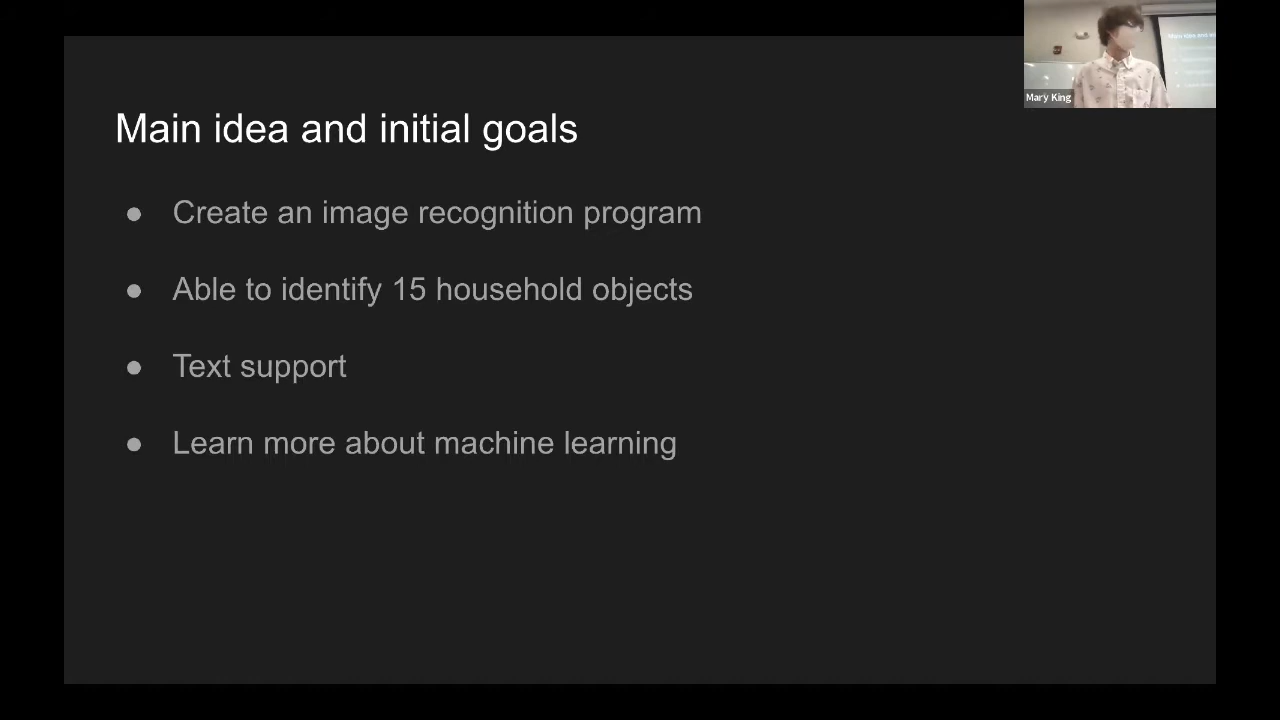 Main idea and initial goals
● Create an image recognition program
● Able to identify 15 household objects
● Text support
● Learn more about machine learning
Mary King